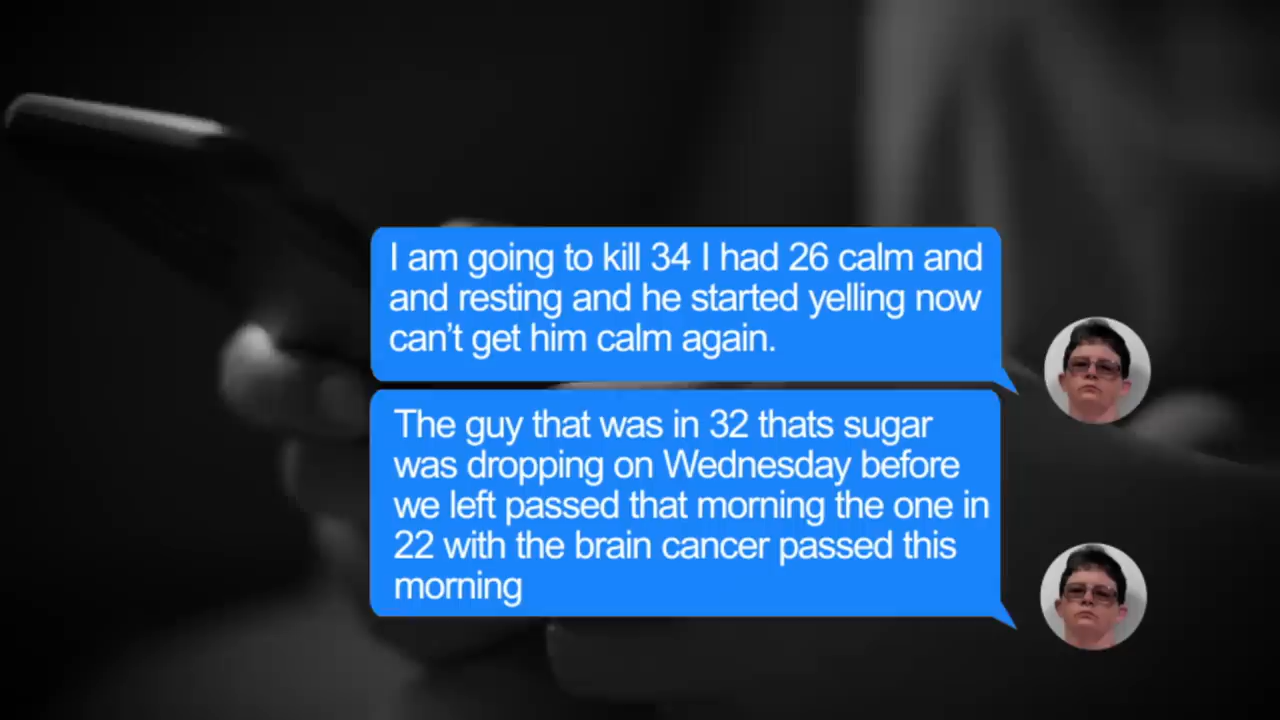 I am going to kill 34 I had 26 calm and
and resting and he started yelling now
can’t get him calm again.
The guy that was in 32 thats sugar
was dropping on Wednesday before
we left passed that morning the one in
22 with the brain cancer passed this
morning